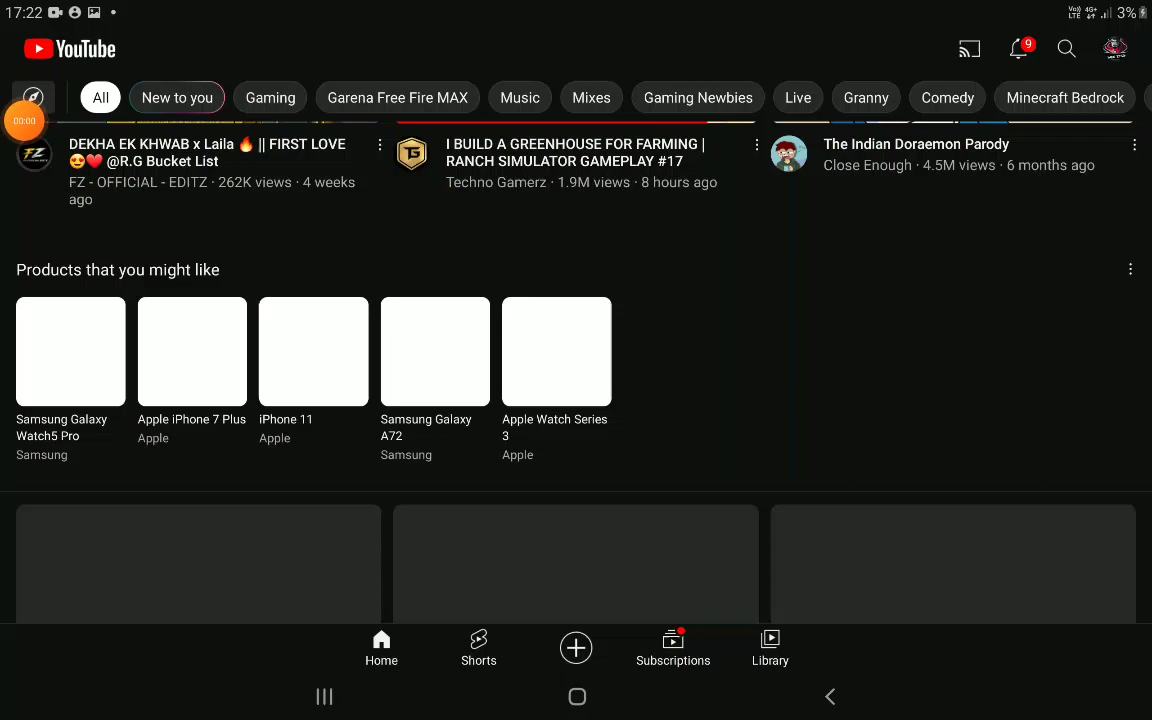 17:22
Vo)) LTE 4G+ 3%
YouTube
9
All
New to you
Gaming
Garena Free Fire MAX
Music
Mixes
Gaming Newbies
Live
Granny
Comedy
Minecraft Bedrock
00:00
FZ
DEKHA EK KHWAB x Laila 🔥 || FIRST LOVE
😍❤️ @R.G Bucket List
FZ - OFFICIAL - EDITZ · 262K views · 4 weeks
ago
I BUILD A GREENHOUSE FOR FARMING |
RANCH SIMULATOR GAMEPLAY #17
Techno Gamerz · 1.9M views · 8 hours ago
The Indian Doraemon Parody
Close Enough · 4.5M views · 6 months ago
Products that you might like
Samsung Galaxy
Watch5 Pro
Samsung
Apple iPhone 7 Plus
Apple
iPhone 11
Apple
Samsung Galaxy
A72
Samsung
Apple Watch Series
3
Apple
Home
Shorts
Subscriptions
Library